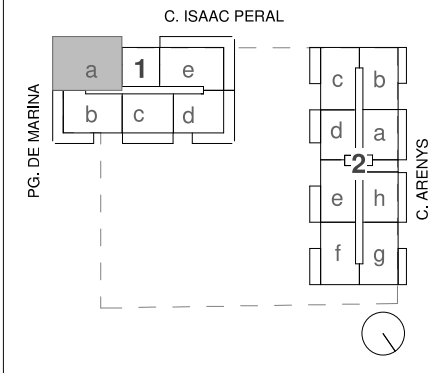 C. ISAAC PERAL
PG. DE MARINA
a 1 e
b c d
c b
d a
2
e h
f g
C. ARENYS